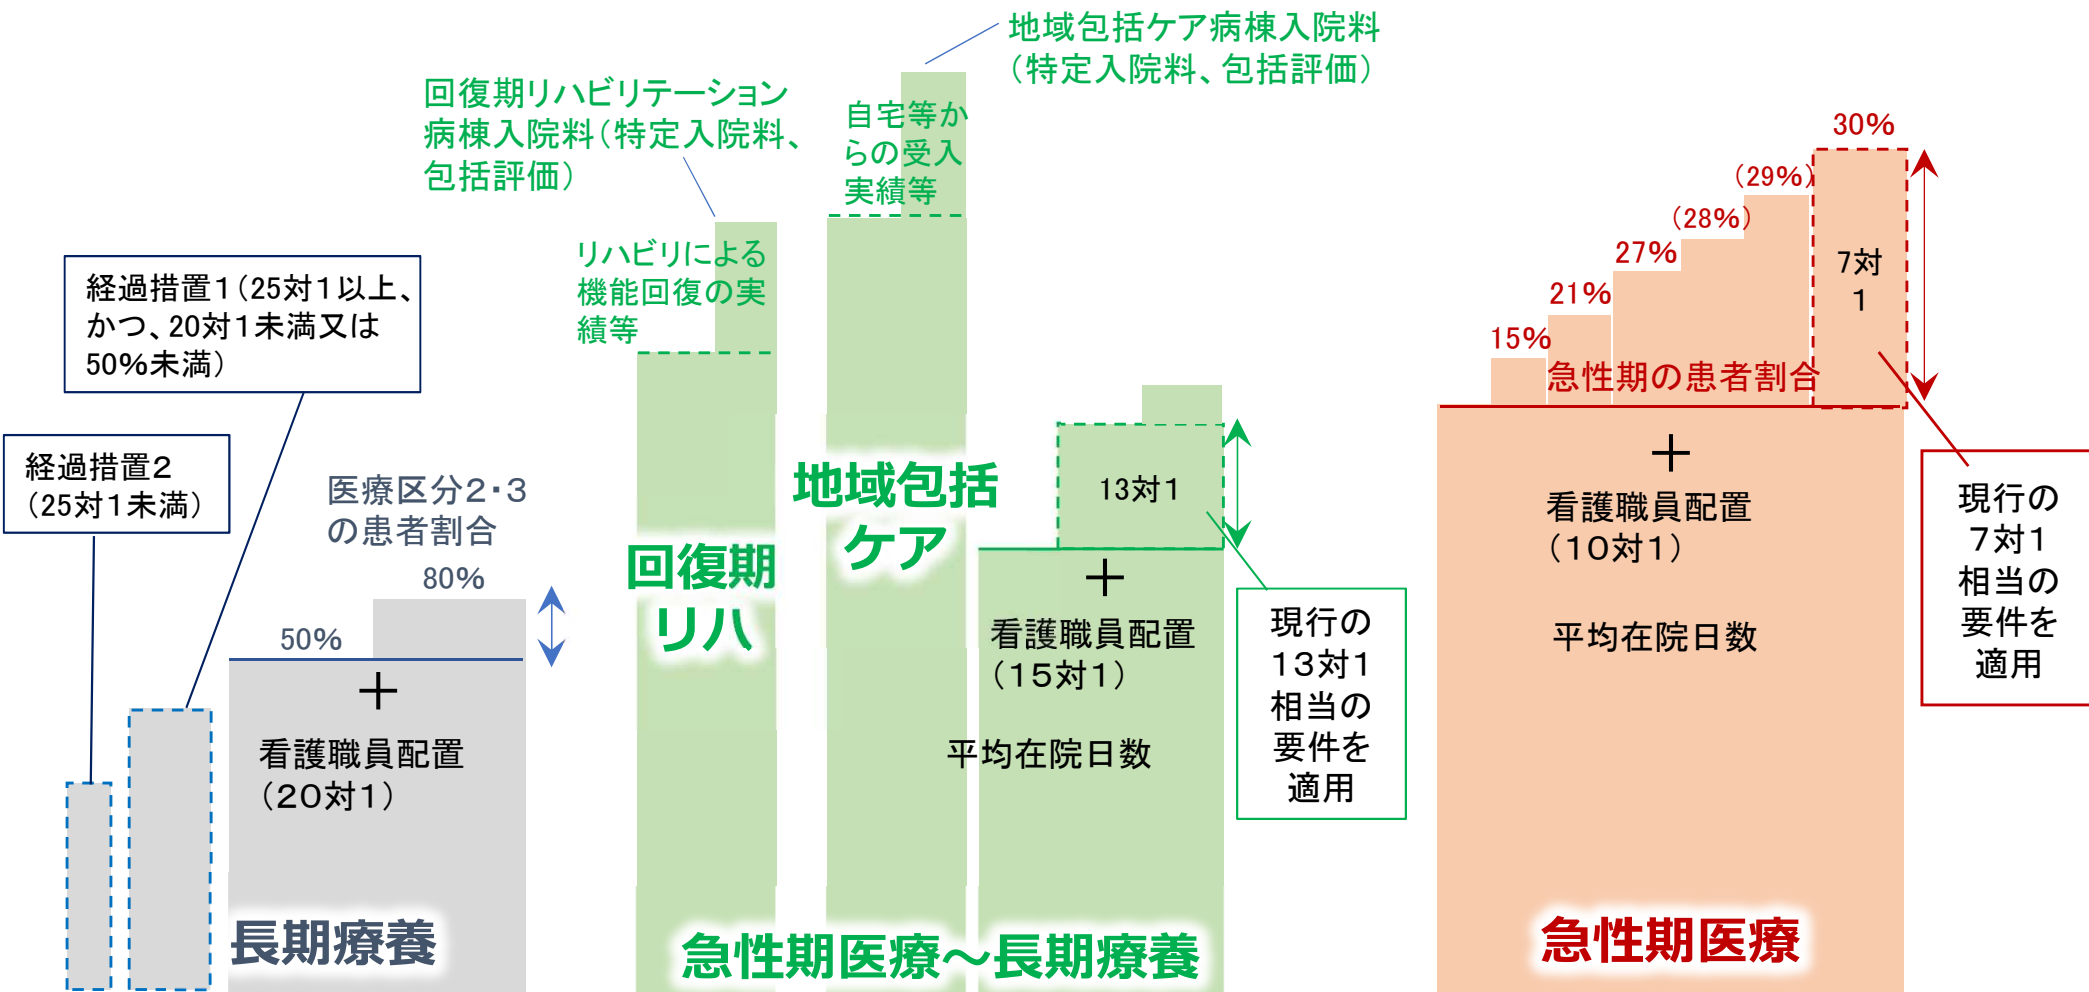 経過措置1(25対1以上、
かつ、20対1未満又は
50%未満)
経過措置2
(25対1未満)
医療区分2・3
の患者割合
80%
50%
+
看護職員配置
(20対1)
長期療養
回復期リハビリテーション
病棟入院料(特定入院料、
包括評価)
リハビリによる
機能回復の実
績等
回復期
リハ
地域包括ケア病棟入院料
(特定入院料、包括評価)
自宅等か
らの受入
実績等
地域包括
ケア
13対1
+
看護職員配置
(15対1)
平均在院日数
現行の
13対1
相当の
要件を
適用
急性期医療~長期療養
15%
21%
27%
(28%)
(29%)
30%
7対
1
急性期の患者割合
+
看護職員配置
(10対1)
平均在院日数
現行の
7対1
相当の
要件を
適用
急性期医療